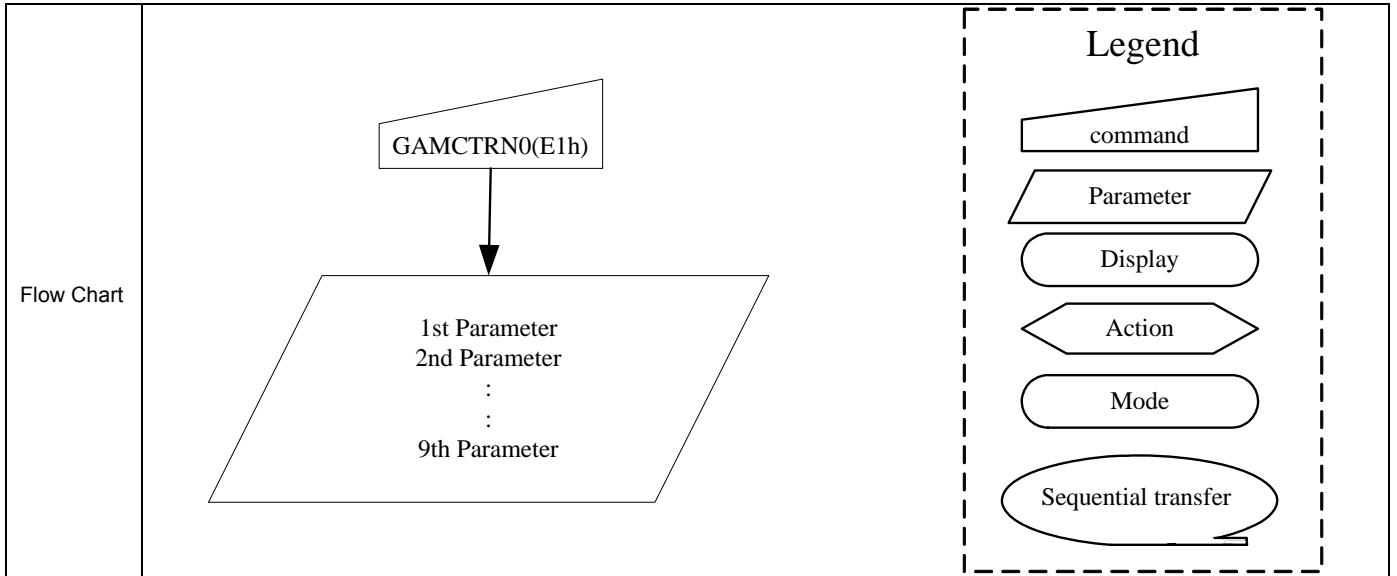 Flow Chart
GAMCTRN0(E1h)
1st Parameter
2nd Parameter
:
:
9th Parameter
Legend
command
Parameter
Display
Action
Mode
Sequential transfer